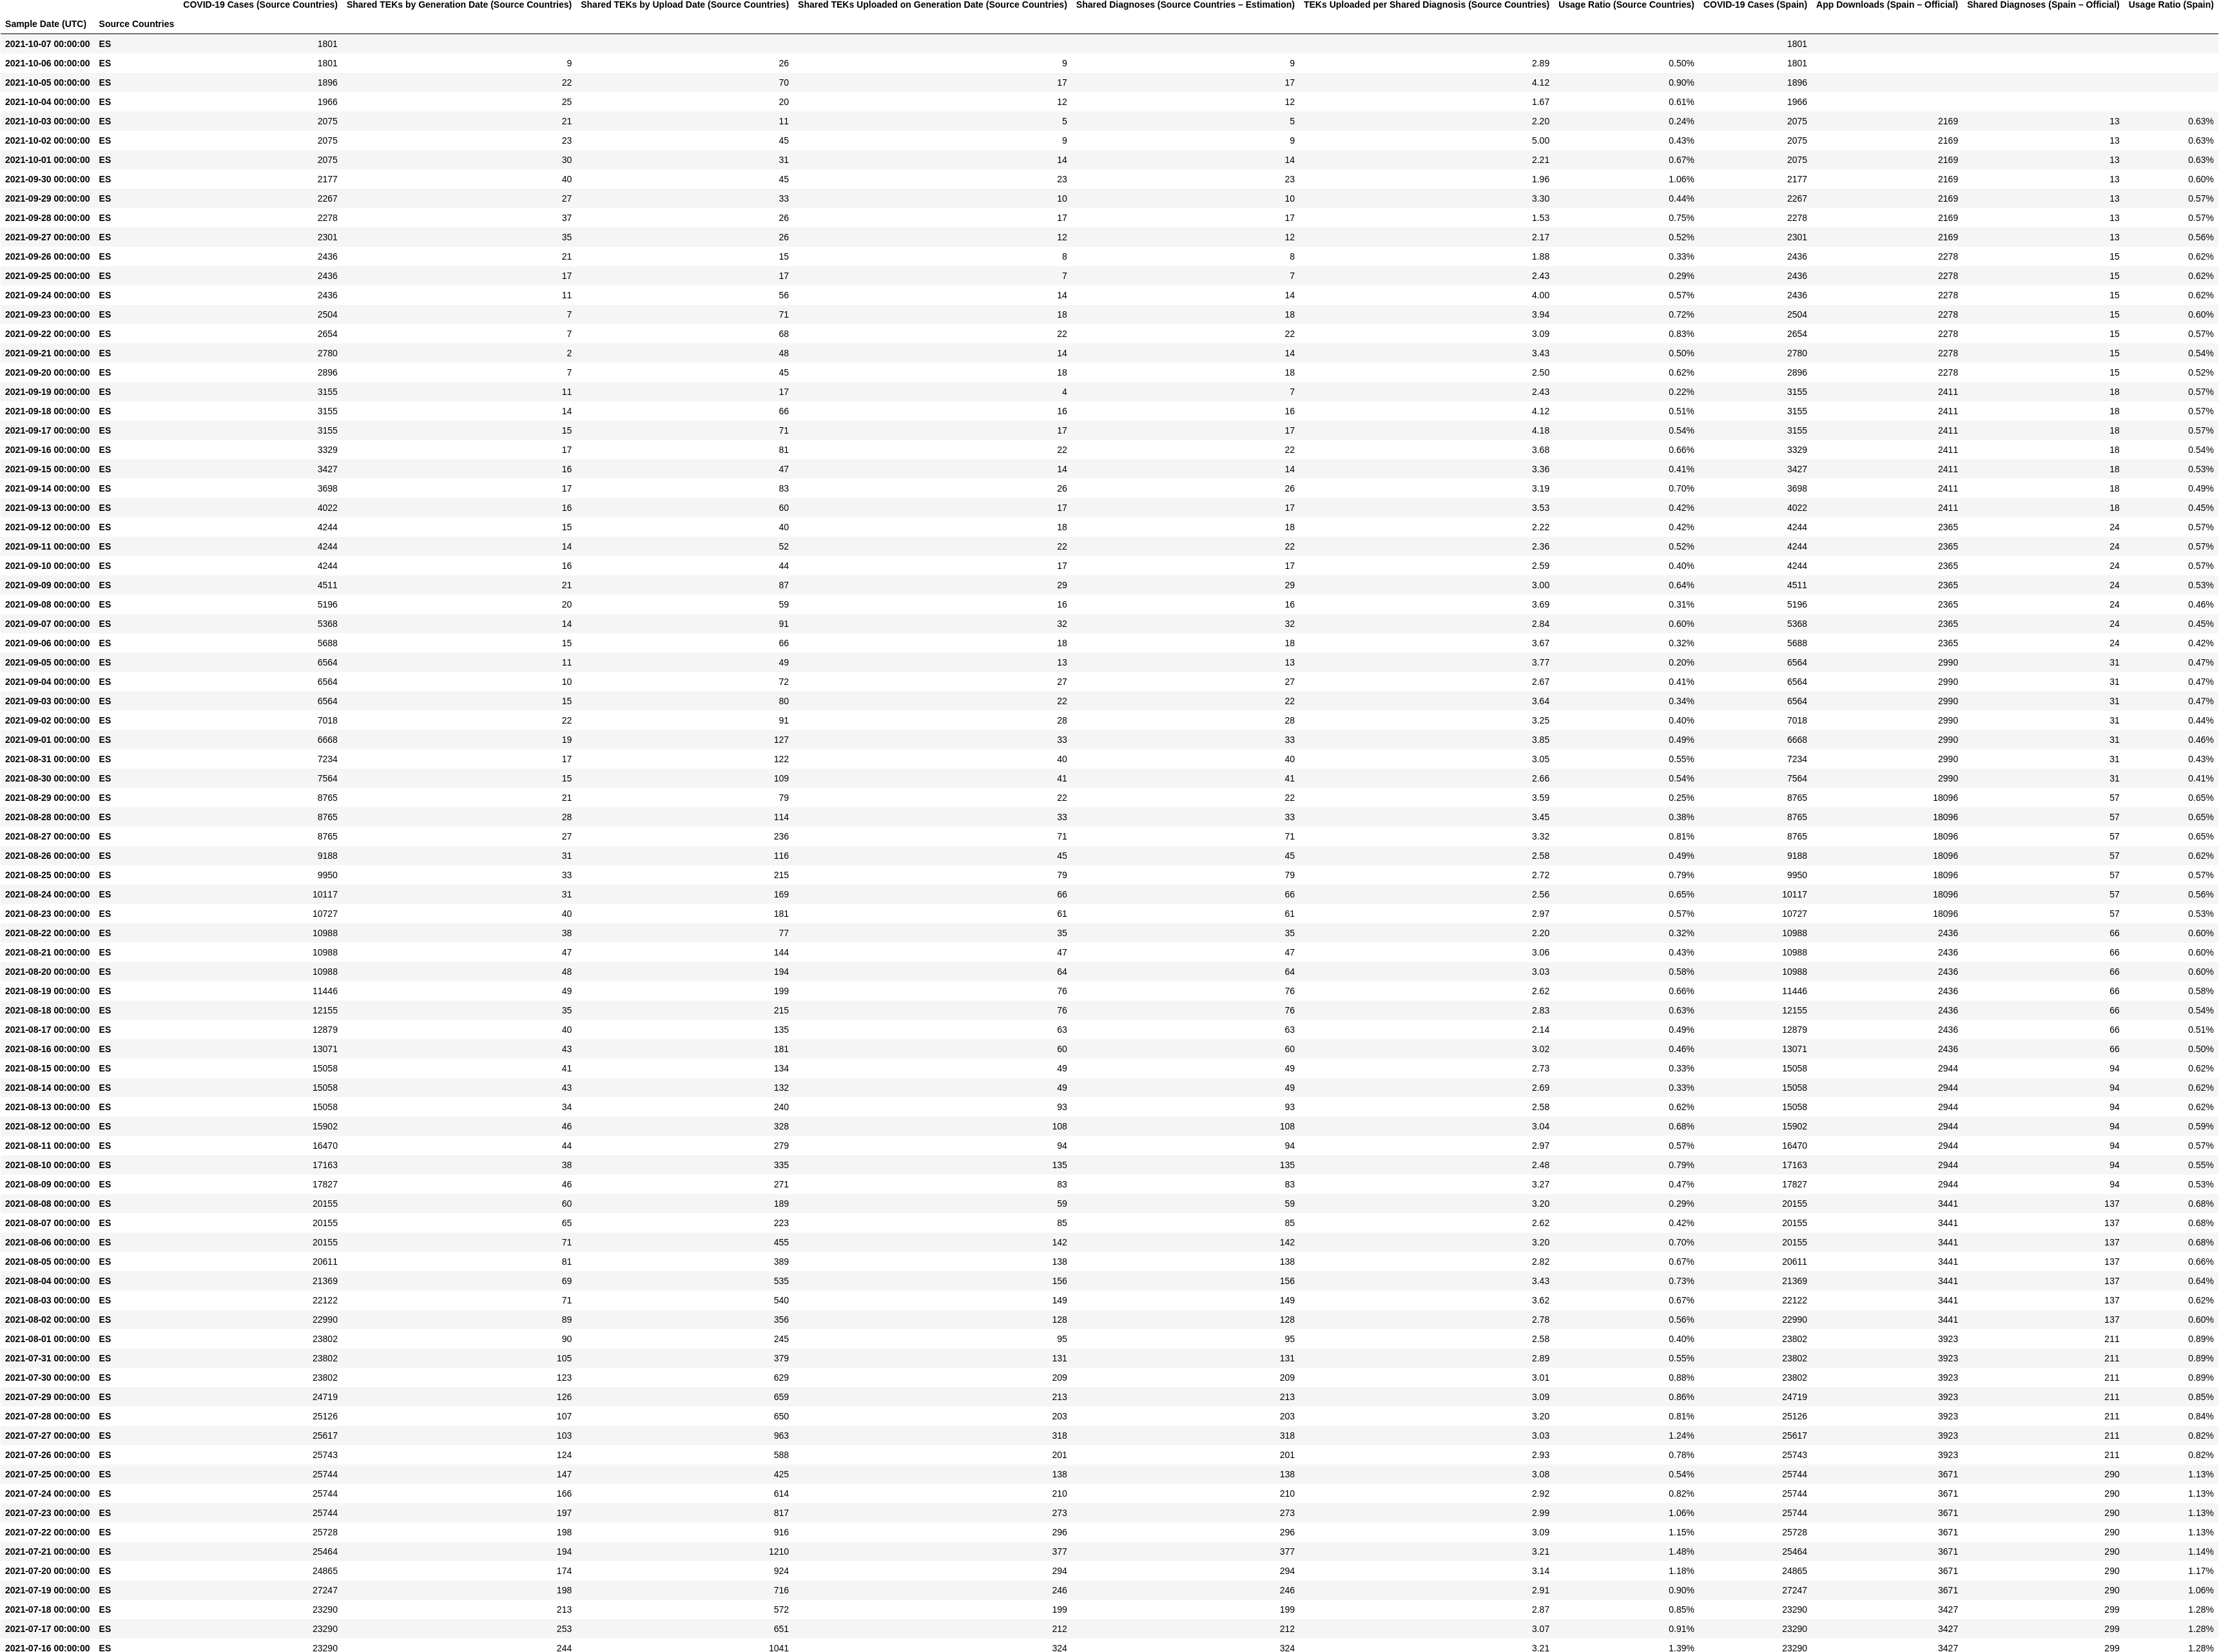 COVID-19 Cases (Source Countries) Shared TEKs by Generation Date (Source Countries) Shared TEKs by Upload Date (Source Countries) Shared TEKs Uploaded on Generation Date (Source Countries) Shared Diagnoses (Source Countries – Estimation) TEKs Uploaded per Shared Diagnosis (Source Countries) Usage Ratio (Source Countries) COVID-19 Cases (Spain) App Downloads (Spain – Official) Shared Diagnoses (Spain – Official) Usage Ratio (Spain)
Sample Date (UTC) Source Countries
2021-10-07 00:00:00 ES 1801 1801
2021-10-06 00:00:00 ES 1801 9 26 9 9 2.89 0.50% 1801
2021-10-05 00:00:00 ES 1896 22 70 17 17 4.12 0.90% 1896
2021-10-04 00:00:00 ES 1966 25 20 12 12 1.67 0.61% 1966
2021-10-03 00:00:00 ES 2075 21 11 5 5 2.20 0.24% 2075 2169 13 0.63%
2021-10-02 00:00:00 ES 2075 23 45 9 9 5.00 0.43% 2075 2169 13 0.63%
2021-10-01 00:00:00 ES 2075 30 31 14 14 2.21 0.67% 2075 2169 13 0.63%
2021-09-30 00:00:00 ES 2177 40 45 23 23 1.96 1.06% 2177 2169 13 0.60%
2021-09-29 00:00:00 ES 2267 27 33 10 10 3.30 0.44% 2267 2169 13 0.57%
2021-09-28 00:00:00 ES 2278 37 26 17 17 1.53 0.75% 2278 2169 13 0.57%
2021-09-27 00:00:00 ES 2301 35 26 12 12 2.17 0.52% 2301 2169 13 0.56%
2021-09-26 00:00:00 ES 2436 21 15 8 8 1.88 0.33% 2436 2278 15 0.62%
2021-09-25 00:00:00 ES 2436 17 17 7 7 2.43 0.29% 2436 2278 15 0.62%
2021-09-24 00:00:00 ES 2436 11 56 14 14 4.00 0.57% 2436 2278 15 0.62%
2021-09-23 00:00:00 ES 2504 7 71 18 18 3.94 0.72% 2504 2278 15 0.60%
2021-09-22 00:00:00 ES 2654 7 68 22 22 3.09 0.83% 2654 2278 15 0.57%
2021-09-21 00:00:00 ES 2780 2 48 14 14 3.43 0.50% 2780 2278 15 0.54%
2021-09-20 00:00:00 ES 2896 7 45 18 18 2.50 0.62% 2896 2278 15 0.52%
2021-09-19 00:00:00 ES 3155 11 17 4 7 2.43 0.22% 3155 2411 18 0.57%
2021-09-18 00:00:00 ES 3155 14 66 16 16 4.12 0.51% 3155 2411 18 0.57%
2021-09-17 00:00:00 ES 3155 15 71 17 17 4.18 0.54% 3155 2411 18 0.57%
2021-09-16 00:00:00 ES 3329 17 81 22 22 3.68 0.66% 3329 2411 18 0.54%
2021-09-15 00:00:00 ES 3427 16 47 14 14 3.36 0.41% 3427 2411 18 0.53%
2021-09-14 00:00:00 ES 3698 17 83 26 26 3.19 0.70% 3698 2411 18 0.49%
2021-09-13 00:00:00 ES 4022 16 60 17 17 3.53 0.42% 4022 2411 18 0.45%
2021-09-12 00:00:00 ES 4244 15 40 18 18 2.22 0.42% 4244 2365 24 0.57%
2021-09-11 00:00:00 ES 4244 14 52 22 22 2.36 0.52% 4244 2365 24 0.57%
2021-09-10 00:00:00 ES 4244 16 44 17 17 2.59 0.40% 4244 2365 24 0.57%
2021-09-09 00:00:00 ES 4511 21 87 29 29 3.00 0.64% 4511 2365 24 0.53%
2021-09-08 00:00:00 ES 5196 20 59 16 16 3.69 0.31% 5196 2365 24 0.46%
2021-09-07 00:00:00 ES 5368 14 91 32 32 2.84 0.60% 5368 2365 24 0.45%
2021-09-06 00:00:00 ES 5688 15 66 18 18 3.67 0.32% 5688 2365 24 0.42%
2021-09-05 00:00:00 ES 6564 11 49 13 13 3.77 0.20% 6564 2990 31 0.47%
2021-09-04 00:00:00 ES 6564 10 72 27 27 2.67 0.41% 6564 2990 31 0.47%
2021-09-03 00:00:00 ES 6564 15 80 22 22 3.64 0.34% 6564 2990 31 0.47%
2021-09-02 00:00:00 ES 7018 22 91 28 28 3.25 0.40% 7018 2990 31 0.44%
2021-09-01 00:00:00 ES 6668 19 127 33 33 3.85 0.49% 6668 2990 31 0.46%
2021-08-31 00:00:00 ES 7234 17 122 40 40 3.05 0.55% 7234 2990 31 0.43%
2021-08-30 00:00:00 ES 7564 15 109 41 41 2.66 0.54% 7564 2990 31 0.41%
2021-08-29 00:00:00 ES 8765 21 79 22 22 3.59 0.25% 8765 18096 57 0.65%
2021-08-28 00:00:00 ES 8765 28 114 33 33 3.45 0.38% 8765 18096 57 0.65%
2021-08-27 00:00:00 ES 8765 27 236 71 71 3.32 0.81% 8765 18096 57 0.65%
2021-08-26 00:00:00 ES 9188 31 116 45 45 2.58 0.49% 9188 18096 57 0.62%
2021-08-25 00:00:00 ES 9950 33 215 79 79 2.72 0.79% 9950 18096 57 0.57%
2021-08-24 00:00:00 ES 10117 31 169 66 66 2.56 0.65% 10117 18096 57 0.56%
2021-08-23 00:00:00 ES 10727 40 181 61 61 2.97 0.57% 10727 18096 57 0.53%
2021-08-22 00:00:00 ES 10988 38 77 35 35 2.20 0.32% 10988 2436 66 0.60%
2021-08-21 00:00:00 ES 10988 47 144 47 47 3.06 0.43% 10988 2436 66 0.60%
2021-08-20 00:00:00 ES 10988 48 194 64 64 3.03 0.58% 10988 2436 66 0.60%
2021-08-19 00:00:00 ES 11446 49 199 76 76 2.62 0.66% 11446 2436 66 0.58%
2021-08-18 00:00:00 ES 12155 35 215 76 76 2.83 0.63% 12155 2436 66 0.54%
2021-08-17 00:00:00 ES 12879 40 135 63 63 2.14 0.49% 12879 2436 66 0.51%
2021-08-16 00:00:00 ES 13071 43 181 60 60 3.02 0.46% 13071 2436 66 0.50%
2021-08-15 00:00:00 ES 15058 41 134 49 49 2.73 0.33% 15058 2944 94 0.62%
2021-08-14 00:00:00 ES 15058 43 132 49 49 2.69 0.33% 15058 2944 94 0.62%
2021-08-13 00:00:00 ES 15058 34 240 93 93 2.58 0.62% 15058 2944 94 0.62%
2021-08-12 00:00:00 ES 15902 46 328 108 108 3.04 0.68% 15902 2944 94 0.59%
2021-08-11 00:00:00 ES 16470 44 279 94 94 2.97 0.57% 16470 2944 94 0.57%
2021-08-10 00:00:00 ES 17163 38 335 135 135 2.48 0.79% 17163 2944 94 0.55%
2021-08-09 00:00:00 ES 17827 46 271 83 83 3.27 0.47% 17827 2944 94 0.53%
2021-08-08 00:00:00 ES 20155 60 189 59 59 3.20 0.29% 20155 3441 137 0.68%
2021-08-07 00:00:00 ES 20155 65 223 85 85 2.62 0.42% 20155 3441 137 0.68%
2021-08-06 00:00:00 ES 20155 71 455 142 142 3.20 0.70% 20155 3441 137 0.68%
2021-08-05 00:00:00 ES 20611 81 389 138 138 2.82 0.67% 20611 3441 137 0.66%
2021-08-04 00:00:00 ES 21369 69 535 156 156 3.43 0.73% 21369 3441 137 0.64%
2021-08-03 00:00:00 ES 22122 71 540 149 149 3.62 0.67% 22122 3441 137 0.62%
2021-08-02 00:00:00 ES 22990 89 356 128 128 2.78 0.56% 22990 3441 137 0.60%
2021-08-01 00:00:00 ES 23802 90 245 95 95 2.58 0.40% 23802 3923 211 0.89%
2021-07-31 00:00:00 ES 23802 105 379 131 131 2.89 0.55% 23802 3923 211 0.89%
2021-07-30 00:00:00 ES 23802 123 629 209 209 3.01 0.88% 23802 3923 211 0.89%
2021-07-29 00:00:00 ES 24719 126 659 213 213 3.09 0.86% 24719 3923 211 0.85%
2021-07-28 00:00:00 ES 25126 107 650 203 203 3.20 0.81% 25126 3923 211 0.84%
2021-07-27 00:00:00 ES 25617 103 963 318 318 3.03 1.24% 25617 3923 211 0.82%
2021-07-26 00:00:00 ES 25743 124 588 201 201 2.93 0.78% 25743 3923 211 0.82%
2021-07-25 00:00:00 ES 25744 147 425 138 138 3.08 0.54% 25744 3671 290 1.13%
2021-07-24 00:00:00 ES 25744 166 614 210 210 2.92 0.82% 25744 3671 290 1.13%
2021-07-23 00:00:00 ES 25744 197 817 273 273 2.99 1.06% 25744 3671 290 1.13%
2021-07-22 00:00:00 ES 25728 198 916 296 296 3.09 1.15% 25728 3671 290 1.13%
2021-07-21 00:00:00 ES 25464 194 1210 377 377 3.21 1.48% 25464 3671 290 1.14%
2021-07-20 00:00:00 ES 24865 174 924 294 294 3.14 1.18% 24865 3671 290 1.17%
2021-07-19 00:00:00 ES 27247 198 716 246 246 2.91 0.90% 27247 3671 290 1.06%
2021-07-18 00:00:00 ES 23290 213 572 199 199 2.87 0.85% 23290 3427 299 1.28%
2021-07-17 00:00:00 ES 23290 253 651 212 212 3.07 0.91% 23290 3427 299 1.28%
2021-07-16 00:00:00 ES 23290 244 1041 324 324 3.21 1.39% 23290 3427 299 1.28%